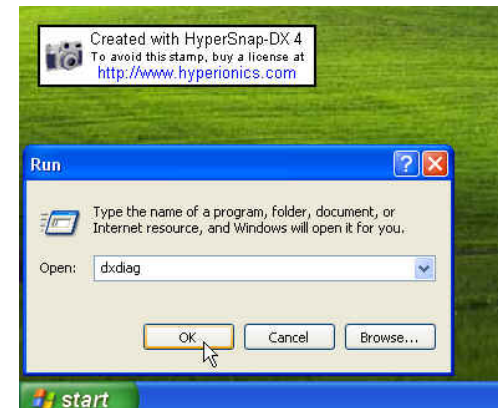 Created with HyperSnap-DX 4
To avoid this stamp, buy a license at
http://www.hyperionics.com
Run
Type the name of a program, folder, document, or
Internet resource, and Windows will open it for you.
Open: dxdiag
OK Cancel Browse...
start